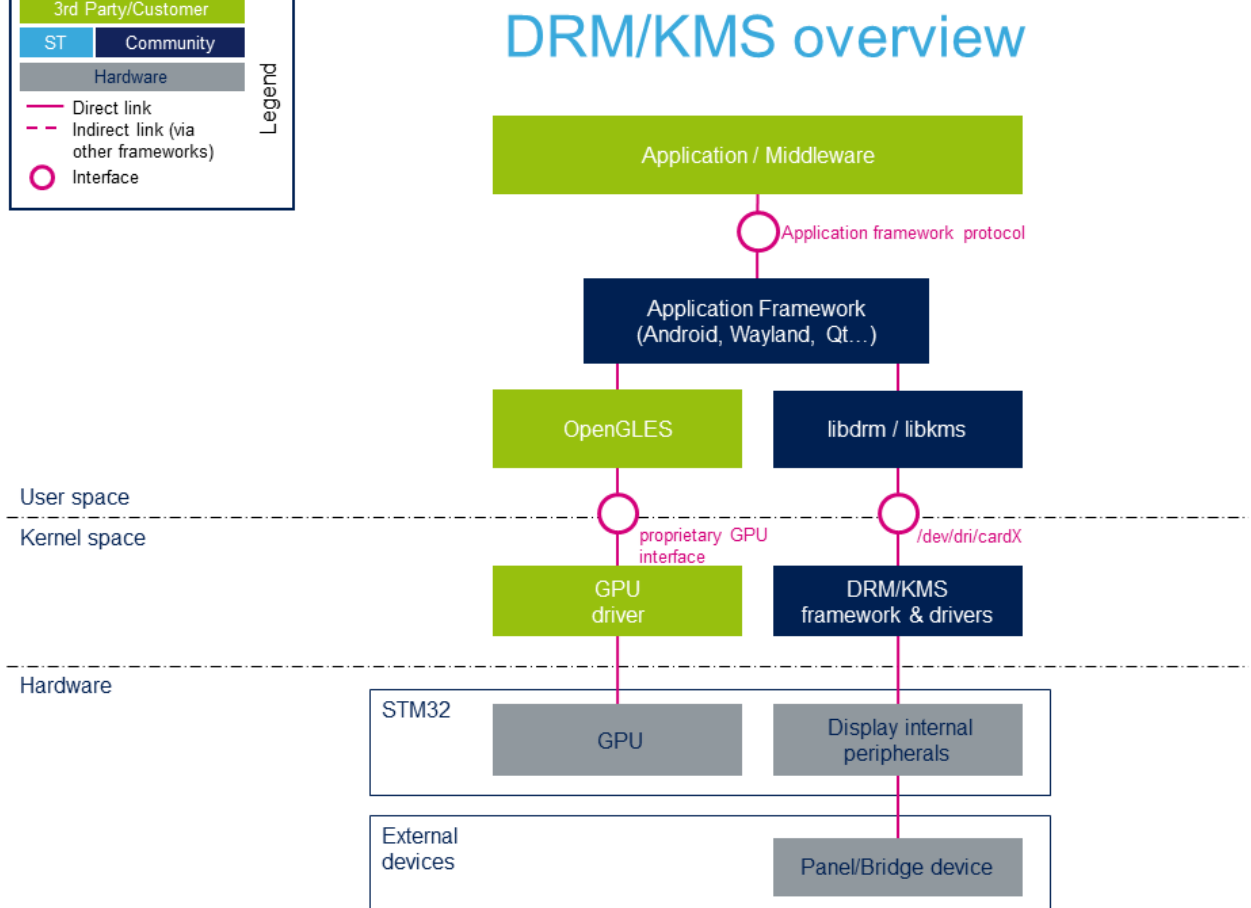 3rd Party/Customer
ST
Community
Hardware
Direct link
Indirect link (via
other frameworks)
Interface
Legend
DRM/KMS overview
Application / Middleware
Application framework protocol
Application Framework
(Android, Wayland, Qt...)
OpenGLES
libdrm / libkms
User space
Kernel space
proprietary GPU
interface
/dev/dri/cardX
GPU
driver
DRM/KMS
framework & drivers
Hardware
STM32
GPU
Display internal
peripherals
External
devices
Panel/Bridge device